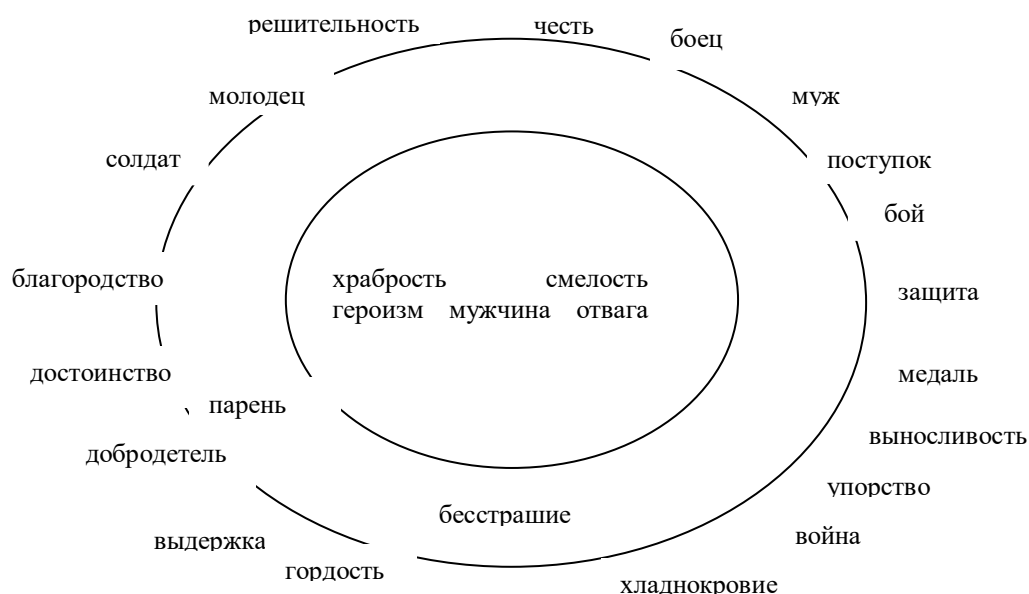 решительность
честь
боец
молодец
муж
солдат
поступок
бой
благородство
храбрость смелость
героизм мужчина отвага
защита
достоинство
медаль
парень
выносливость
добродетель
упорство
бесстрашие
война
выдержка
гордость
хладнокровие